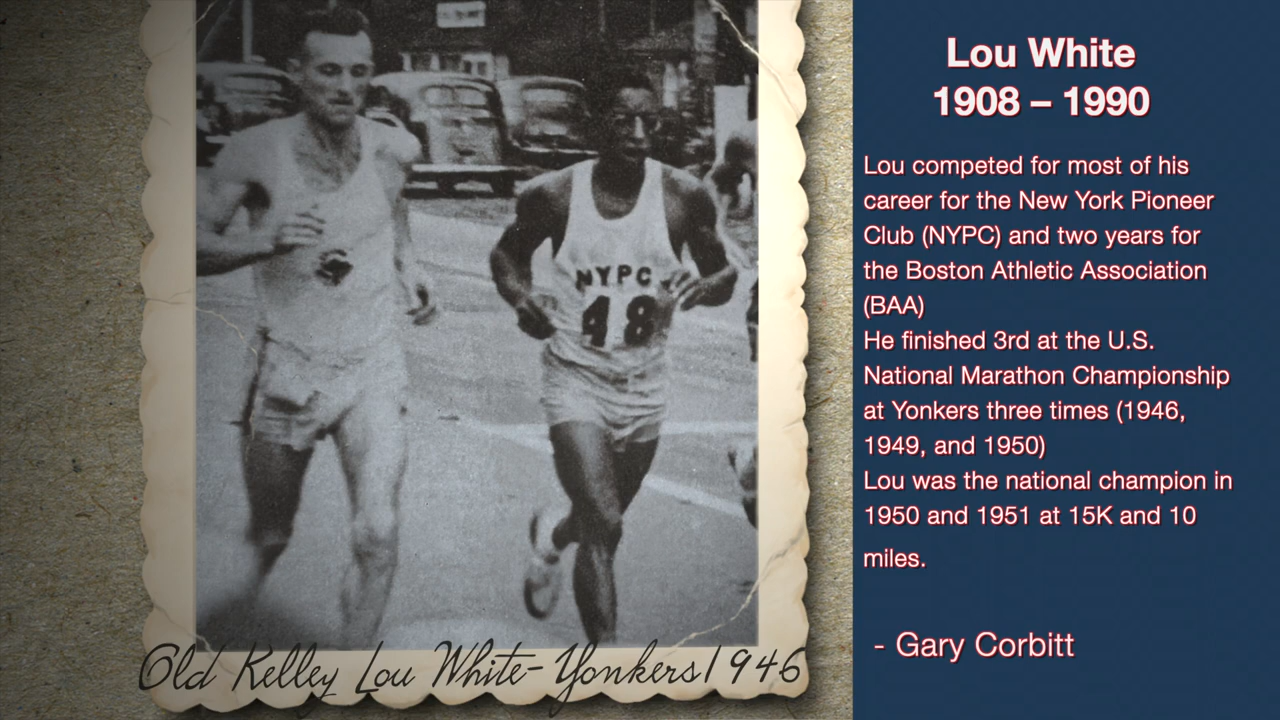 NYPC
48
Old Kelley Lou White-Yonkers 1946
Lou White
1908 – 1990
Lou competed for most of his
career for the New York Pioneer
Club (NYPC) and two years for
the Boston Athletic Association
(BAA)
He finished 3rd at the U.S.
National Marathon Championship
at Yonkers three times (1946,
1949, and 1950)
Lou was the national champion in
1950 and 1951 at 15K and 10
miles.
- Gary Corbitt